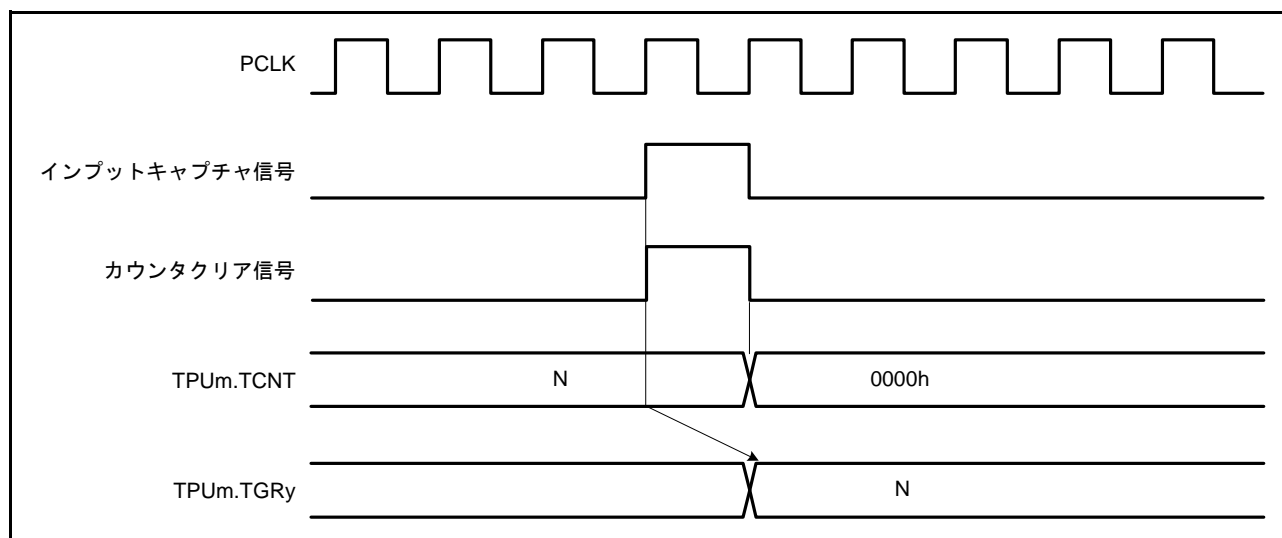 PCLK
インプットキャプチャ信号
カウンタクリア信号
TPUm.TCNT
N
0000h
TPUm.TGRy
N